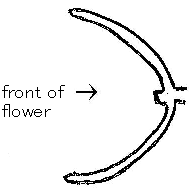 front of →
flower